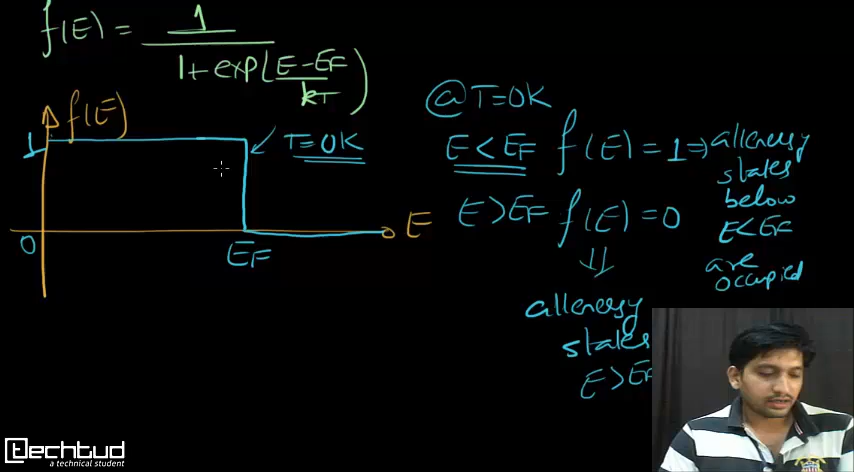 f(E) = 1 / 1 + exp(E - EF / kT)
f(E)
1
T=0K
0
EF
E
@T=0K
E < EF f(E) = 1 ⇒ all energy
states
below
E < EF
are
occupied
E > EF f(E) = 0
⇓
all energy
states
E > EF
techtud
a technical student